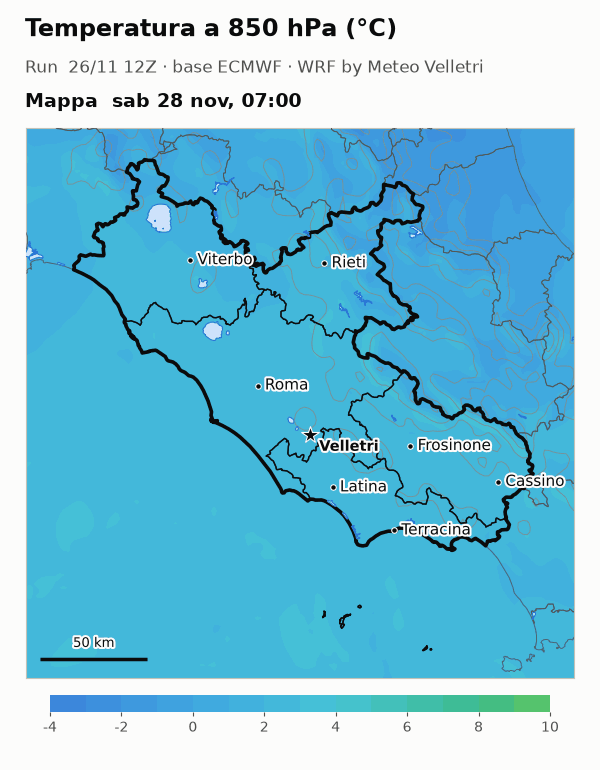 Temperatura a 850 hPa (°C)
Run  26/11 12Z · base ECMWF · WRF by Meteo Velletri
Mappa  sab 28 nov, 07:00
Viterbo
Rieti
Roma
Velletri
Frosinone
Cassino
Latina
Terracina
50 km
-4 -2 0 2 4 6 8 10